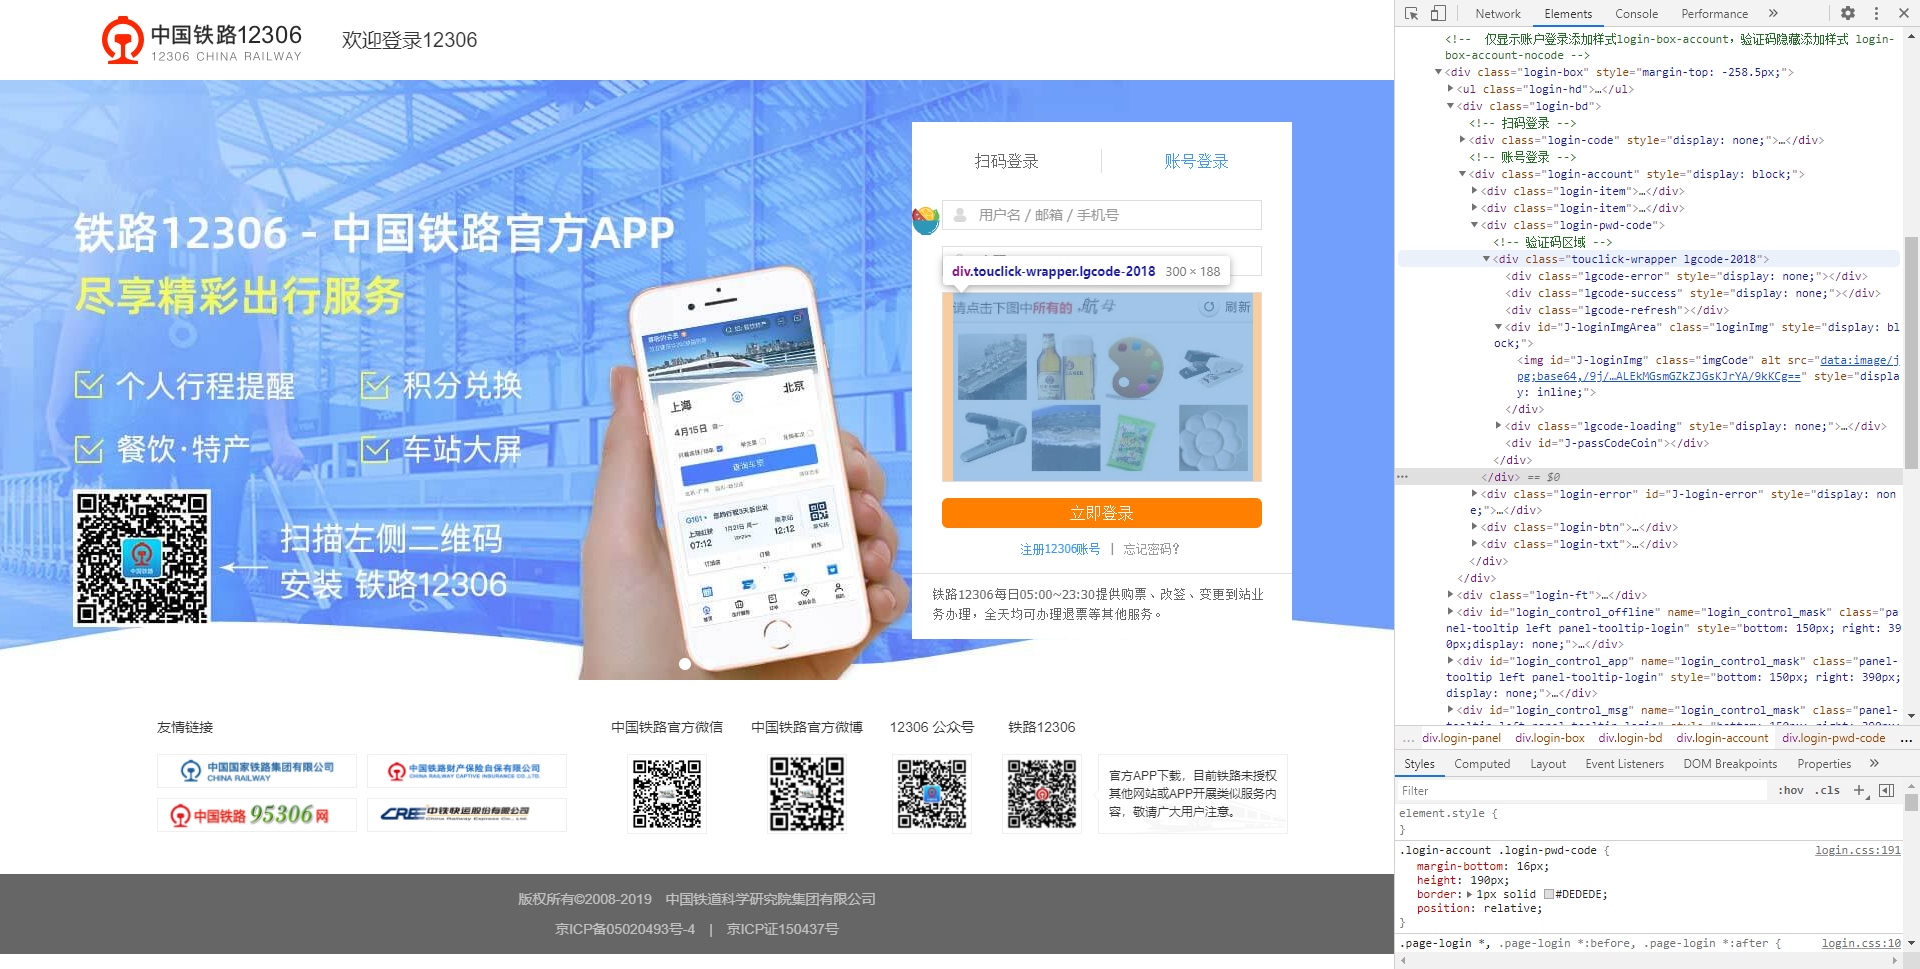 中国铁路12306
12306 CHINA RAILWAY
欢迎登录12306
铁路12306 - 中国铁路官方APP
尽享精彩出行服务
个人行程提醒
积分兑换
餐饮·特产
车站大屏
扫描左侧二维码
安装 铁路12306
上海
北京
4月15日
查询车票
G101
07:12
12:12
扫码登录
账号登录
用户名 / 邮箱 / 手机号
div.touclick-wrapper.lgcode-2018 300 × 188
请点击下图中所有的 航母
刷新
立即登录
注册12306账号 | 忘记密码?
铁路12306每日05:00~23:30提供购票、改签、变更到站业
务办理，全天均可办理退票等其他服务。
友情链接
中国铁路官方微信
中国铁路官方微博
12306 公众号
铁路12306
中国国家铁路集团有限公司
CHINA RAILWAY
中国铁路财产保险自保有限公司
CHINA RAILWAY CAPTIVE INSURANCE CO.,LTD.
中国铁路 95306 网
CRE 中铁快运股份有限公司
China Railway Express Co., Ltd.
官方APP下载，目前铁路未授权
其他网站或APP开展类似服务内
容，敬请广大用户注意。
版权所有©2008-2019 中国铁道科学研究院集团有限公司
京ICP备05020493号-4 | 京ICP证150437号
Network Elements Console Performance »
<!-- 仅显示账户登录添加样式login-box-account，验证码隐藏添加样式 login-
box-account-nocode -->
<div class="login-box" style="margin-top: -258.5px;">
<ul class="login-hd">…</ul>
<div class="login-bd">
<!-- 扫码登录 -->
<div class="login-code" style="display: none;">…</div>
<!-- 账号登录 -->
<div class="login-account" style="display: block;">
<div class="login-item">…</div>
<div class="login-item">…</div>
<div class="login-pwd-code">
<!-- 验证码区域 -->
<div class="touclick-wrapper lgcode-2018">
<div class="lgcode-error" style="display: none;"></div>
<div class="lgcode-success" style="display: none;"></div>
<div class="lgcode-refresh"></div>
<div id="J-loginImgArea" class="loginImg" style="display: bl
ock;">
<img id="J-loginImg" class="imgCode" alt src="data:image/j
pg;base64,/9j/…ALEkMGsmGZkZJGsKJrYA/9kKCg==" style="displa
y: inline;">
</div>
<div class="lgcode-loading" style="display: none;">…</div>
<div id="J-passCodeCoin"></div>
</div>
</div> == $0
<div class="login-error" id="J-login-error" style="display: non
e;">…</div>
<div class="login-btn">…</div>
<div class="login-txt">…</div>
</div>
</div>
<div class="login-ft">…</div>
<div id="login_control_offline" name="login_control_mask" class="pa
nel-tooltip left panel-tooltip-login" style="bottom: 150px; right: 39
0px;display: none;">…</div>
<div id="login_control_app" name="login_control_mask" class="panel-
tooltip left panel-tooltip-login" style="bottom: 150px; right: 390px;
display: none;">…</div>
<div id="login_control_msg" name="login_control_mask" class="panel-
tooltip left panel-tooltip-login" style="bottom: 150px; right: 390px;
… div.login-panel div.login-box div.login-bd div.login-account div.login-pwd-code …
Styles Computed Layout Event Listeners DOM Breakpoints Properties »
Filter :hov .cls +
element.style {
}
.login-account .login-pwd-code { login.css:191
margin-bottom: 16px;
height: 190px;
border: 1px solid #DEDEDE;
position: relative;
}
.page-login *, .page-login *:before, .page-login *:after { login.css:10